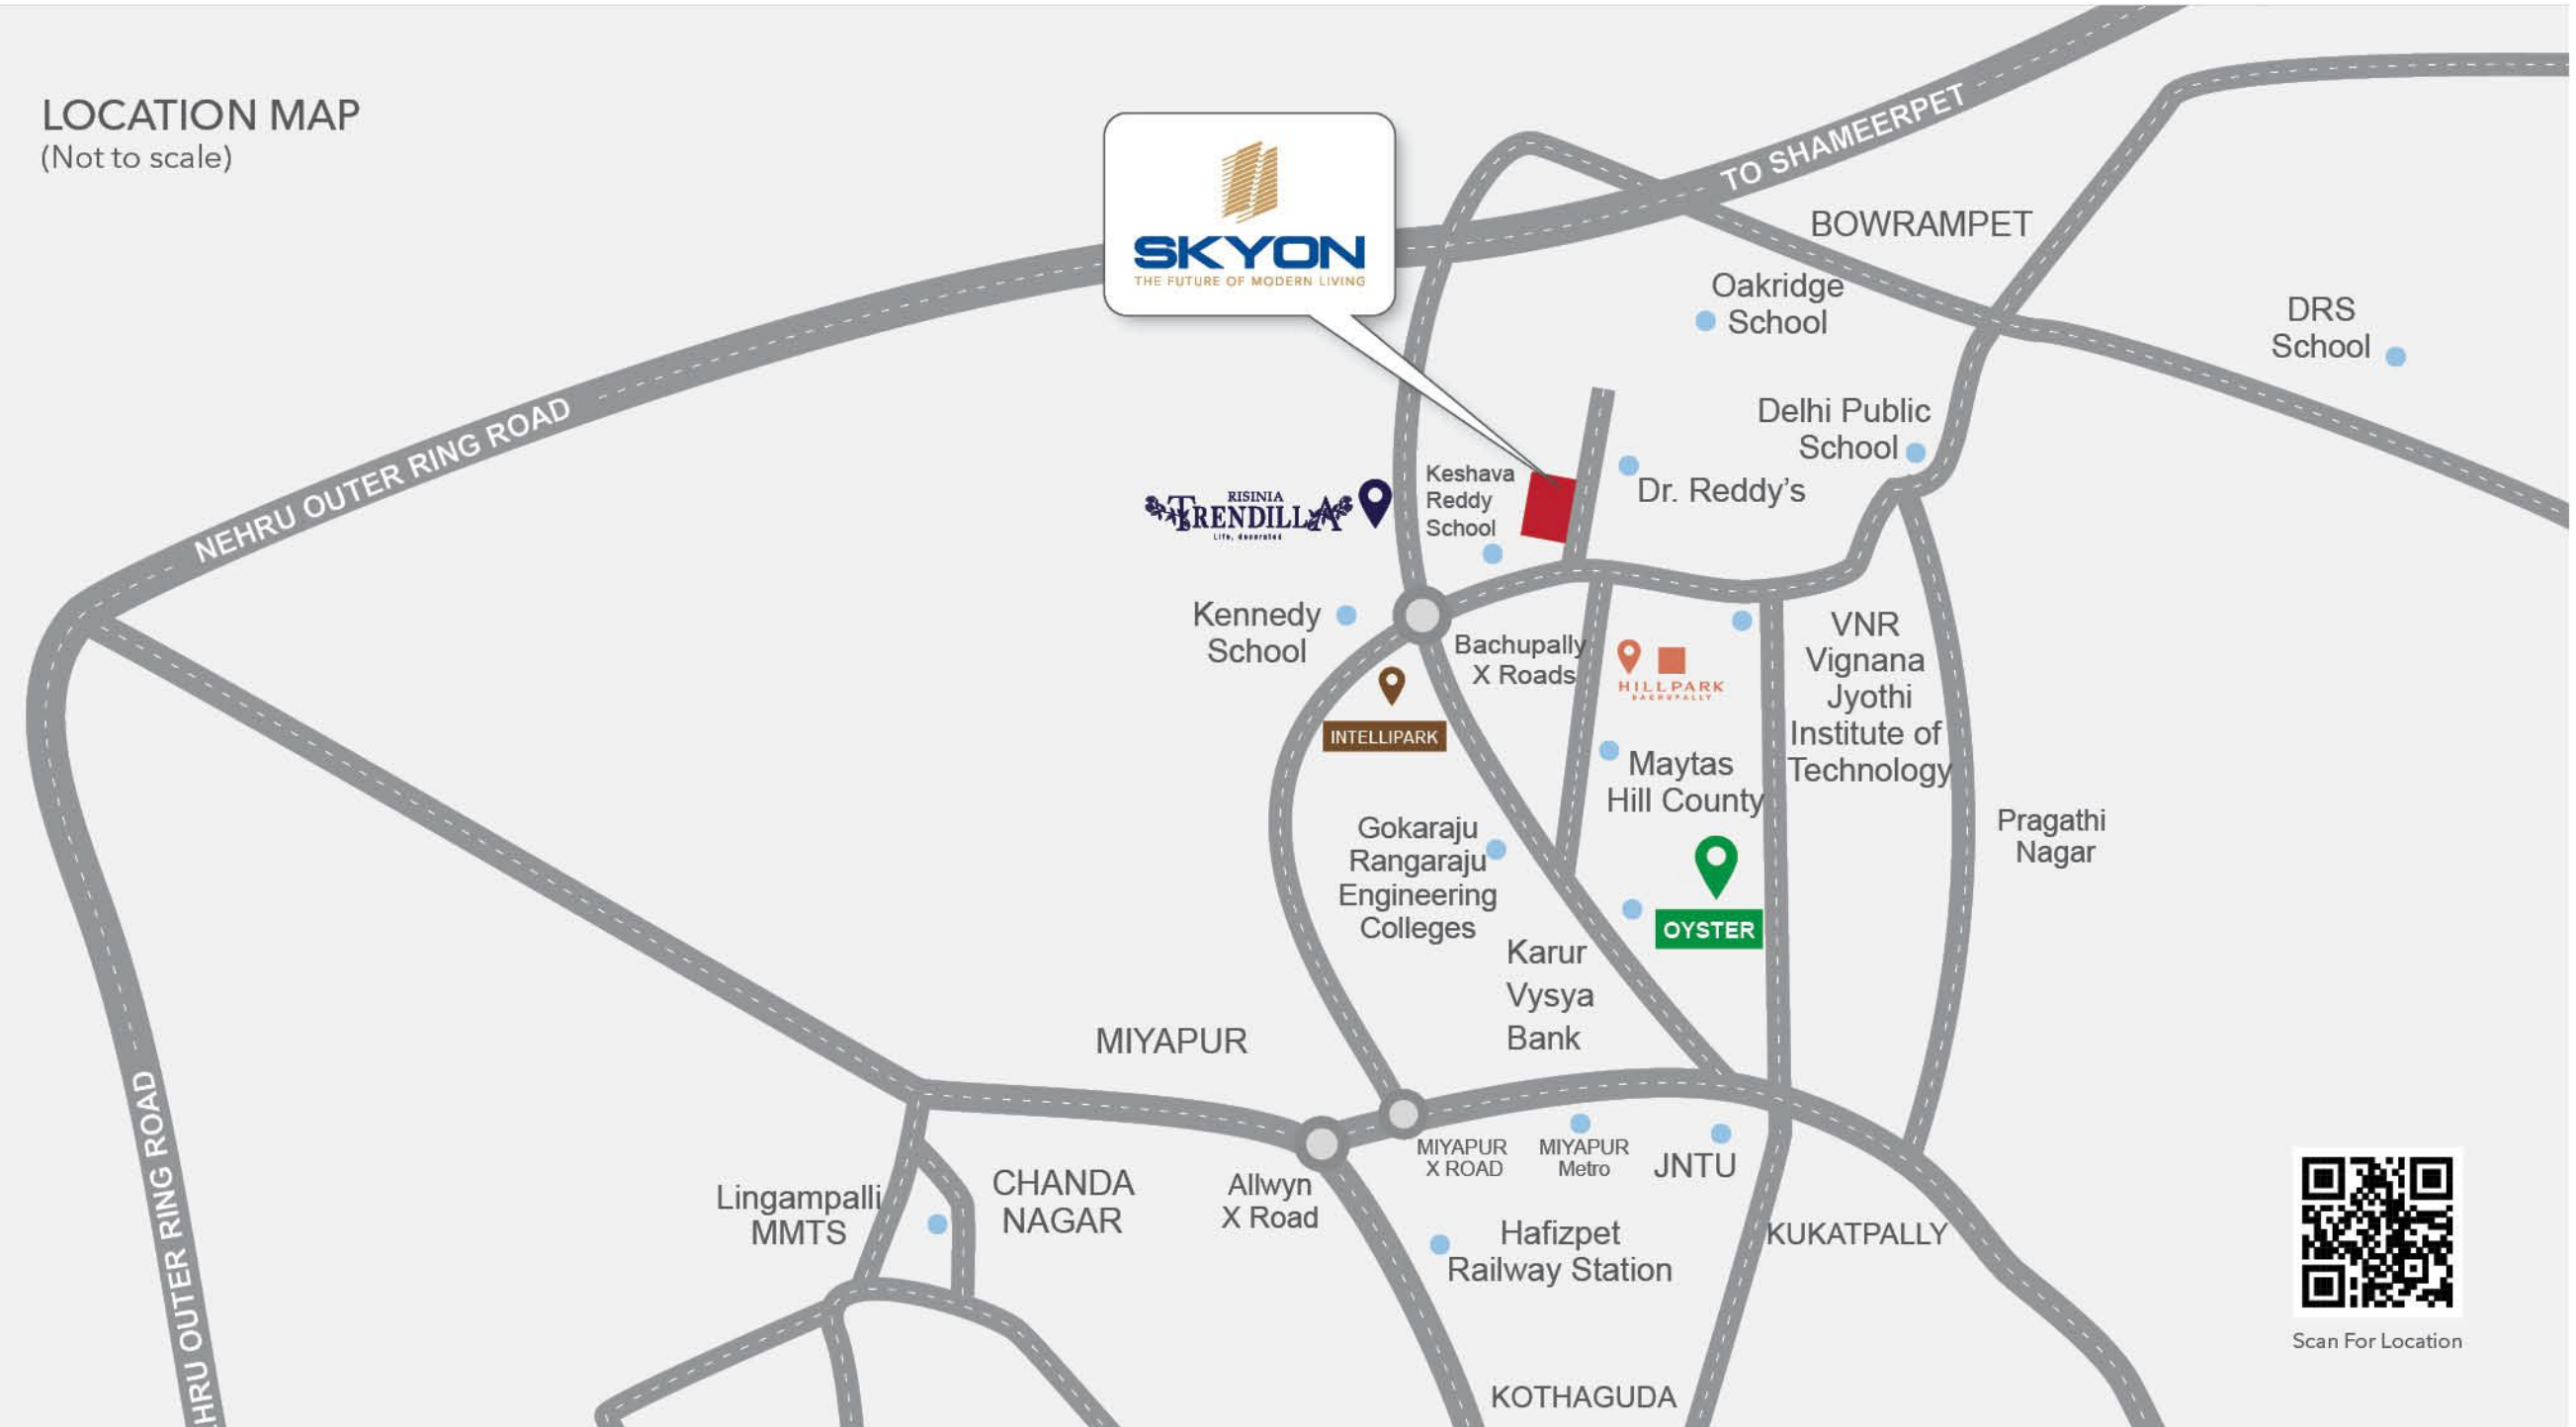 LOCATION MAP
(Not to scale)
SKYON
THE FUTURE OF MODERN LIVING
TO SHAMEERPET
BOWRAMPET
Oakridge
School
DRS
School
Delhi Public
School
NEHRU OUTER RING ROAD
Keshava
Reddy
School
Dr. Reddy's
RISINIA
TRENDILLA
Life, decorated
Kennedy
School
Bachupally
X Roads
HILLPARK
BACHUPALLY
VNR
Vignana
Jyothi
Institute of
Technology
INTELLIPARK
Maytas
Hill County
Gokaraju
Rangaraju
Engineering
Colleges
Pragathi
Nagar
OYSTER
Karur
Vysya
Bank
MIYAPUR
HRU OUTER RING ROAD
MIYAPUR
X ROAD
MIYAPUR
Metro
JNTU
Lingampalli
MMTS
CHANDA
NAGAR
Allwyn
X Road
Hafizpet
Railway Station
KUKATPALLY
Scan For Location
KOTHAGUDA